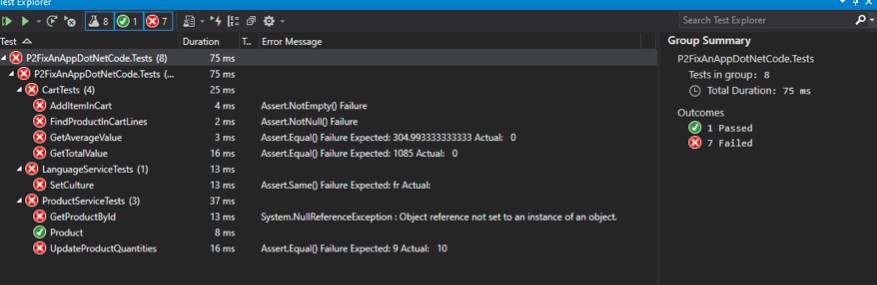 Test Explorer
8 1 7 Search Test Explorer
Test Duration T... Error Message
P2FixAnAppDotNetCode.Tests (8) 75 ms
P2FixAnAppDotNetCode.Tests (... 75 ms
CartTests (4) 25 ms
AddItemInCart 4 ms Assert.NotEmpty() Failure
FindProductInCartLines 2 ms Assert.NotNull() Failure
GetAverageValue 3 ms Assert.Equal() Failure Expected: 304.993333333333 Actual: 0
GetTotalValue 16 ms Assert.Equal() Failure Expected: 1085 Actual: 0
LanguageServiceTests (1) 13 ms
SetCulture 13 ms Assert.Same() Failure Expected: fr Actual:
ProductServiceTests (3) 37 ms
GetProductById 13 ms System.NullReferenceException : Object reference not set to an instance of an object.
Product 8 ms
UpdateProductQuantities 16 ms Assert.Equal() Failure Expected: 9 Actual: 10
Group Summary
P2FixAnAppDotNetCode.Tests
Tests in group: 8
Total Duration: 75 ms
Outcomes
1 Passed
7 Failed